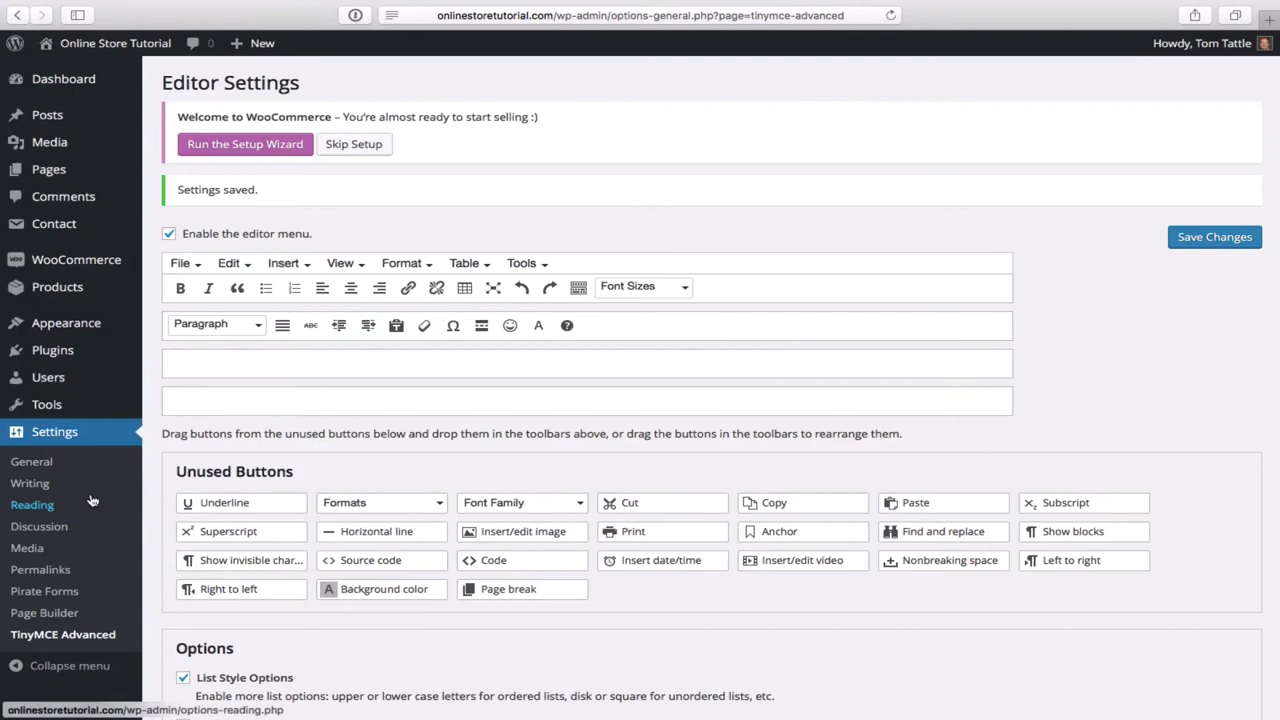 onlinestoretutorial.com/wp-admin/options-general.php?page=tinymce-advanced
Online Store Tutorial 0 New Howdy, Tom Tattle
Dashboard
Posts
Media
Pages
Comments
Contact
WooCommerce
Products
Appearance
Plugins
Users
Tools
Settings
General
Writing
Reading
Discussion
Media
Permalinks
Pirate Forms
Page Builder
TinyMCE Advanced
Collapse menu
Editor Settings
Welcome to WooCommerce – You're almost ready to start selling :)
Run the Setup Wizard Skip Setup
Settings saved.
Enable the editor menu. Save Changes
File Edit Insert View Format Table Tools
B I Font Sizes
Paragraph ABC Ω A
Drag buttons from the unused buttons below and drop them in the toolbars above, or drag the buttons in the toolbars to rearrange them.
Unused Buttons
Underline Formats Font Family Cut Copy Paste Subscript
Superscript Horizontal line Insert/edit image Print Anchor Find and replace Show blocks
Show invisible char... Source code Code Insert date/time Insert/edit video Nonbreaking space Left to right
Right to left Background color Page break
Options
List Style Options
Enable more list options: upper or lower case letters for ordered lists, disk or square for unordered lists, etc.
onlinestoretutorial.com/wp-admin/options-reading.php